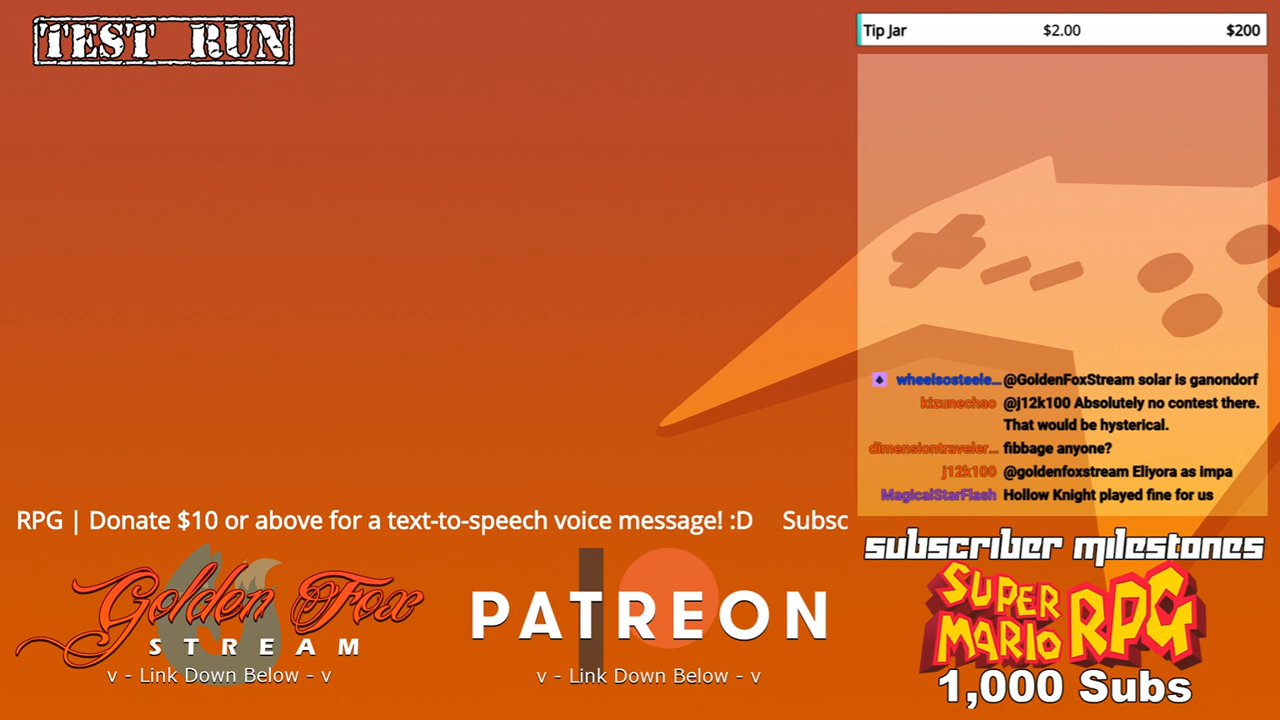 TEST RUN
Tip Jar $2.00 $200
wheelsosteele... @GoldenFoxStream solar is ganondorf
kizunechao @j12k100 Absolutely no contest there.
That would be hysterical.
dimensiontraveler... fibbage anyone?
j12k100 @goldenfoxstream Eliyora as impa
MagicalStarFlash Hollow Knight played fine for us
RPG | Donate $10 or above for a text-to-speech voice message! :D Subsc
Golden Fox
STREAM
v - Link Down Below - v
PATREON
v - Link Down Below - v
subscriber milestones
SUPER
MARIO RPG
1,000 Subs